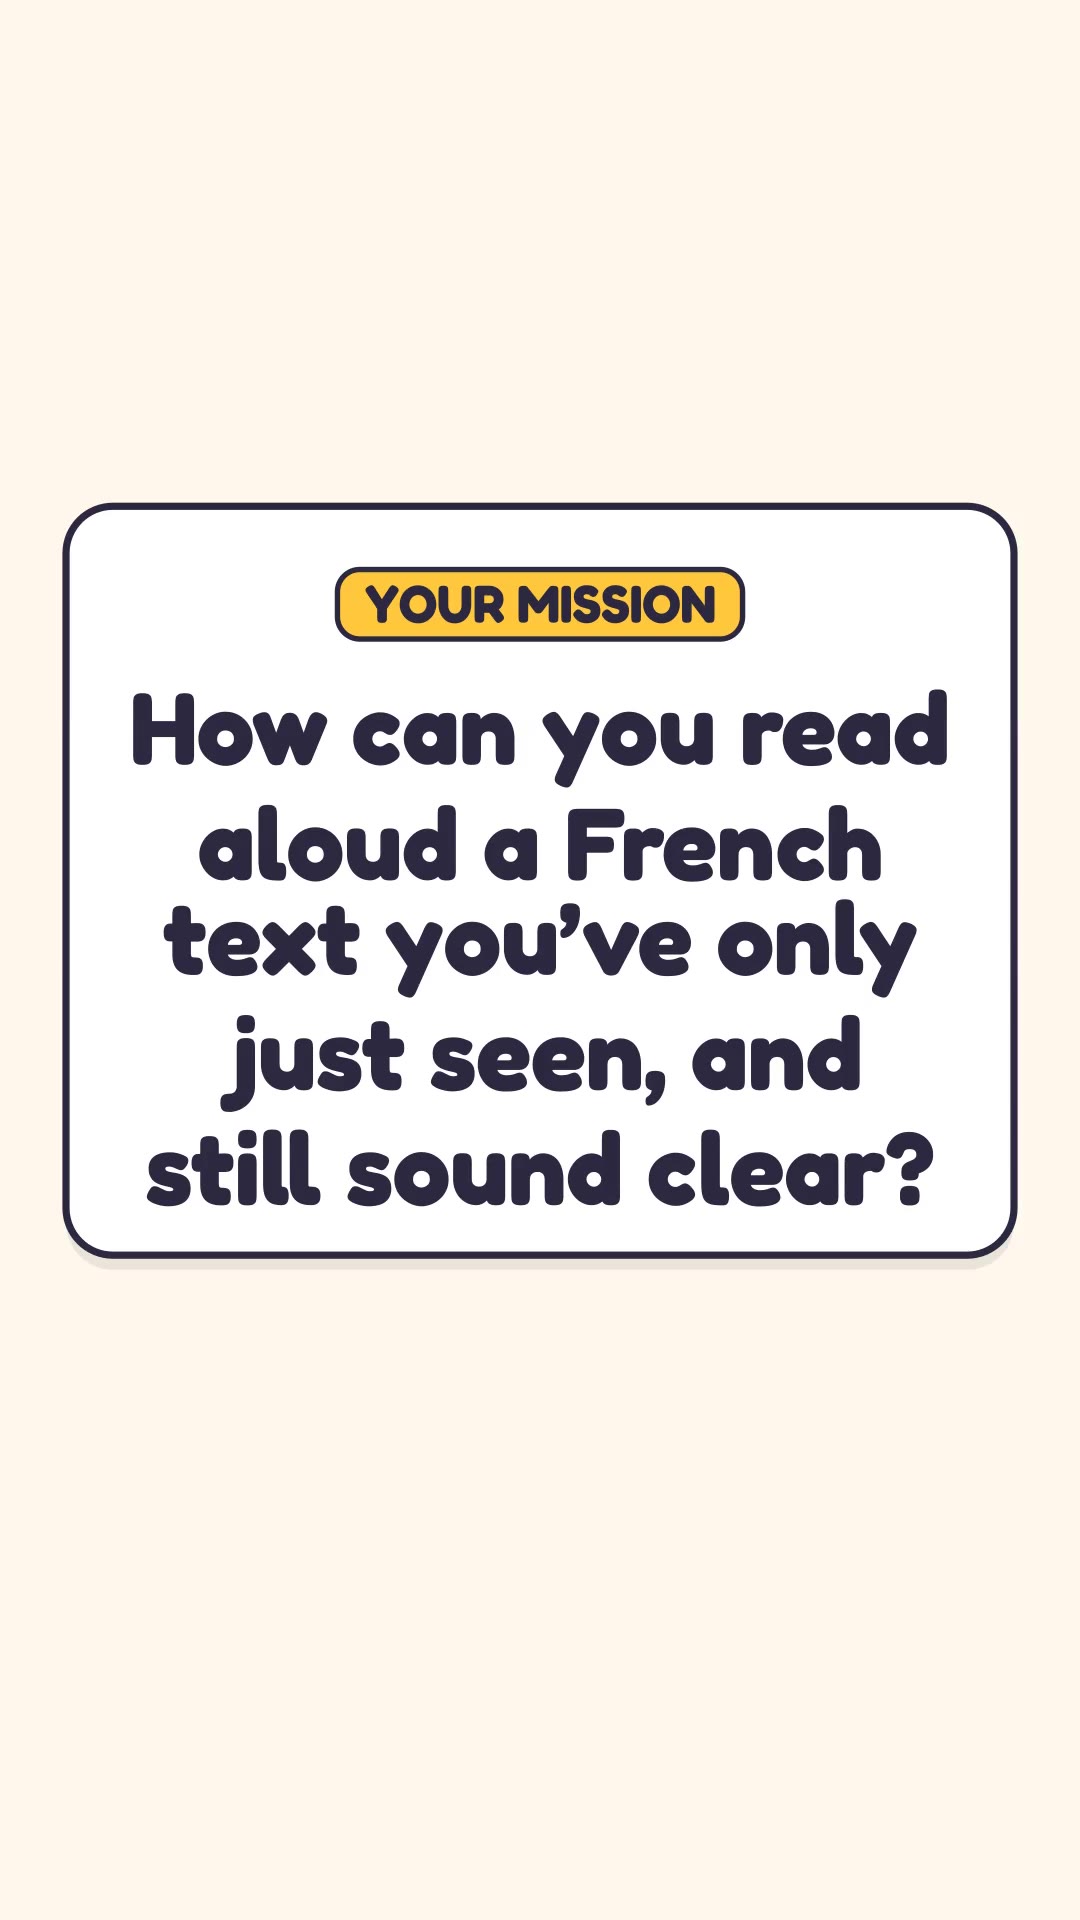 YOUR MISSION
How can you read
aloud a French
text you’ve only
just seen, and
still sound clear?